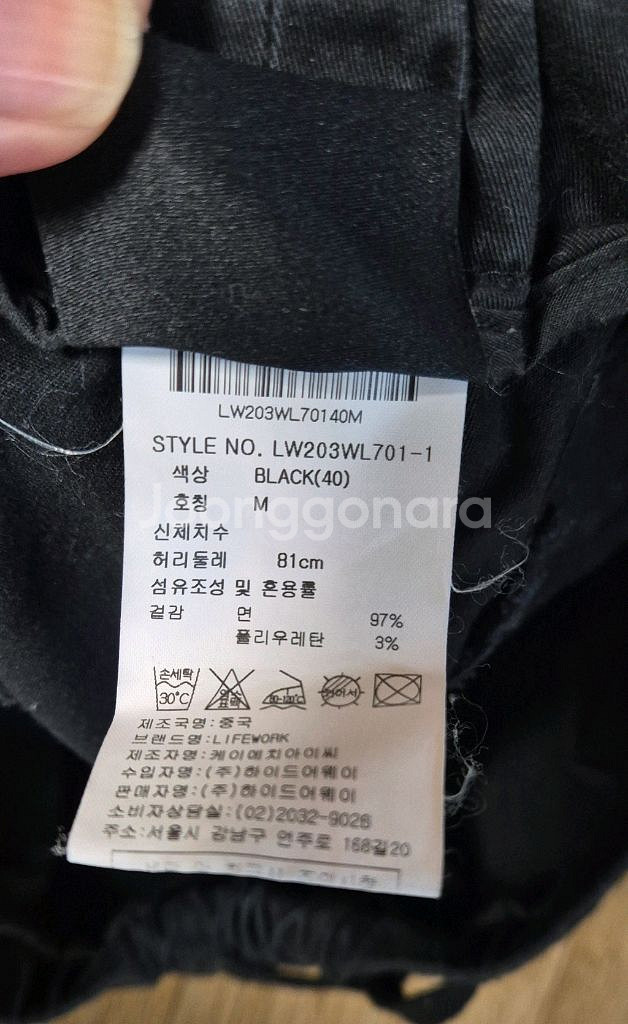 LW203WL70140M
STYLE NO. LW203WL701-1
색상 BLACK(40)
호칭 M
Joonggonara
신체치수
허리둘레 81cm
섬유조성 및 혼용률
겉감 면 97%
폴리우레탄 3%
손세탁
30°C
제조국명:중국
브랜드명:LIFEWORK
제조자명:케이에치아이씨
수입자명:(주)하이드어웨이
판매자명:(주)하이드어웨이
소비자상담실:(02)2032-9028
주소:서울시 강남구 언주로 168길20